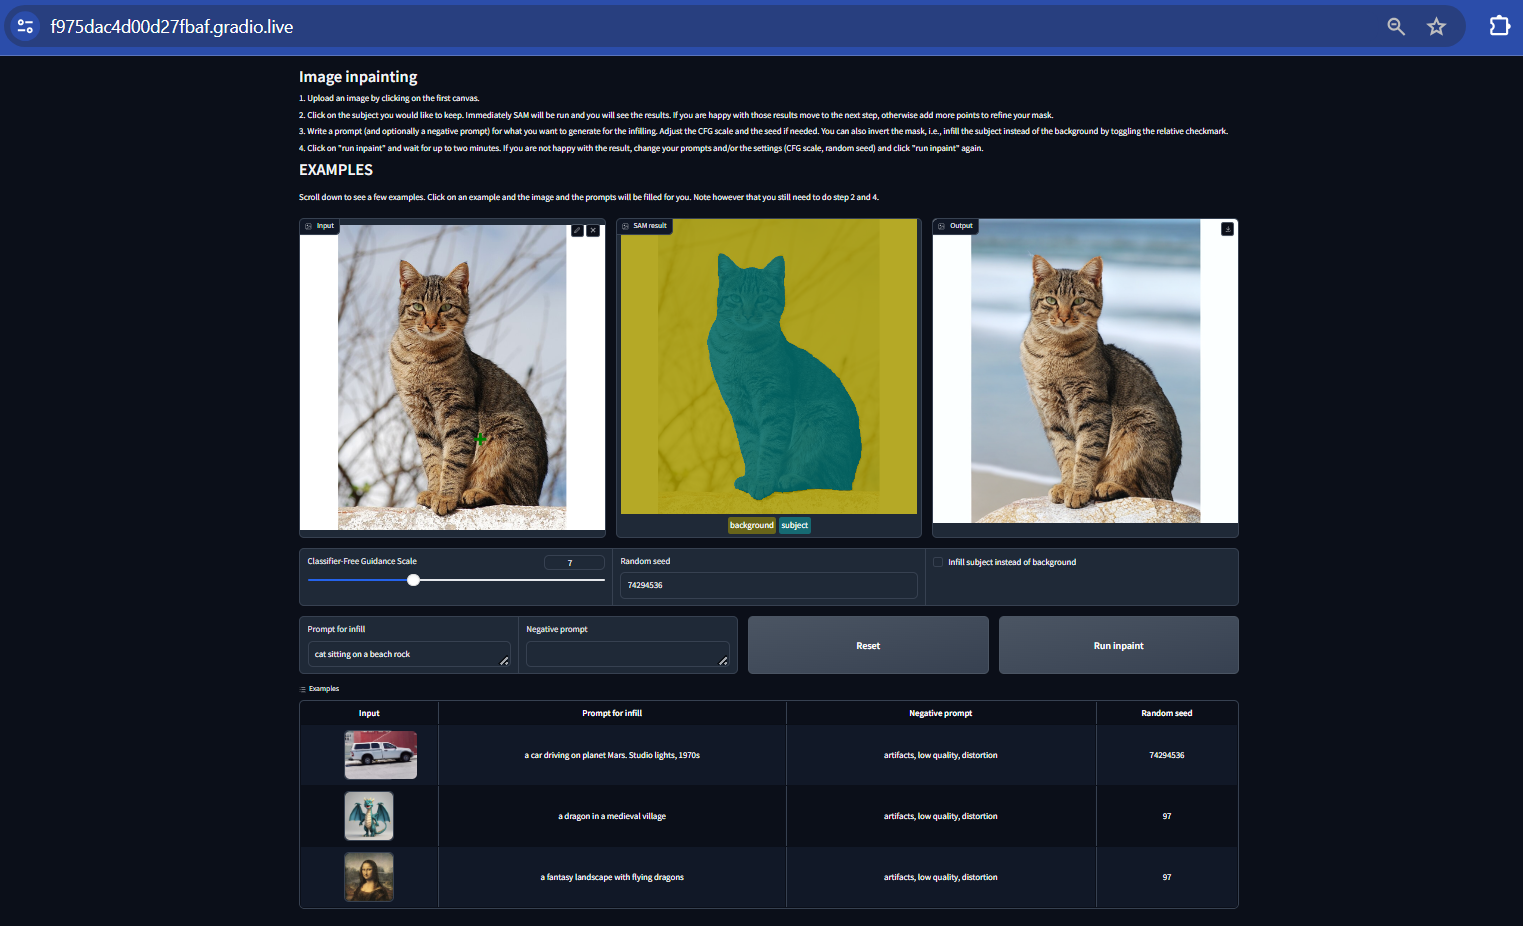 f975dac4d00d27fbaf.gradio.live
Image inpainting
1. Upload an image by clicking on the first canvas.
2. Click on the subject you would like to keep. Immediately SAM will be run and you will see the results. If you are happy with those results move to the next step, otherwise add more points to refine your mask.
3. Write a prompt (and optionally a negative prompt) for what you want to generate for the infilling. Adjust the CFG scale and the seed if needed. You can also invert the mask, i.e., infill the subject instead of the background by toggling the relative checkmark.
4. Click on "run inpaint" and wait for up to two minutes. If you are not happy with the result, change your prompts and/or the settings (CFG scale, random seed) and click "run inpaint" again.
EXAMPLES
Scroll down to see a few examples. Click on an example and the image and the prompts will be filled for you. Note however that you still need to do step 2 and 4.
Input
SAM result
Output
background subject
Classifier-Free Guidance Scale
7
Random seed
74294536
Infill subject instead of background
Prompt for infill
cat sitting on a beach rock
Negative prompt
Reset
Run inpaint
Examples
Input Prompt for infill Negative prompt Random seed
a car driving on planet Mars. Studio lights, 1970s artifacts, low quality, distortion 74294536
a dragon in a medieval village artifacts, low quality, distortion 97
a fantasy landscape with flying dragons artifacts, low quality, distortion 97